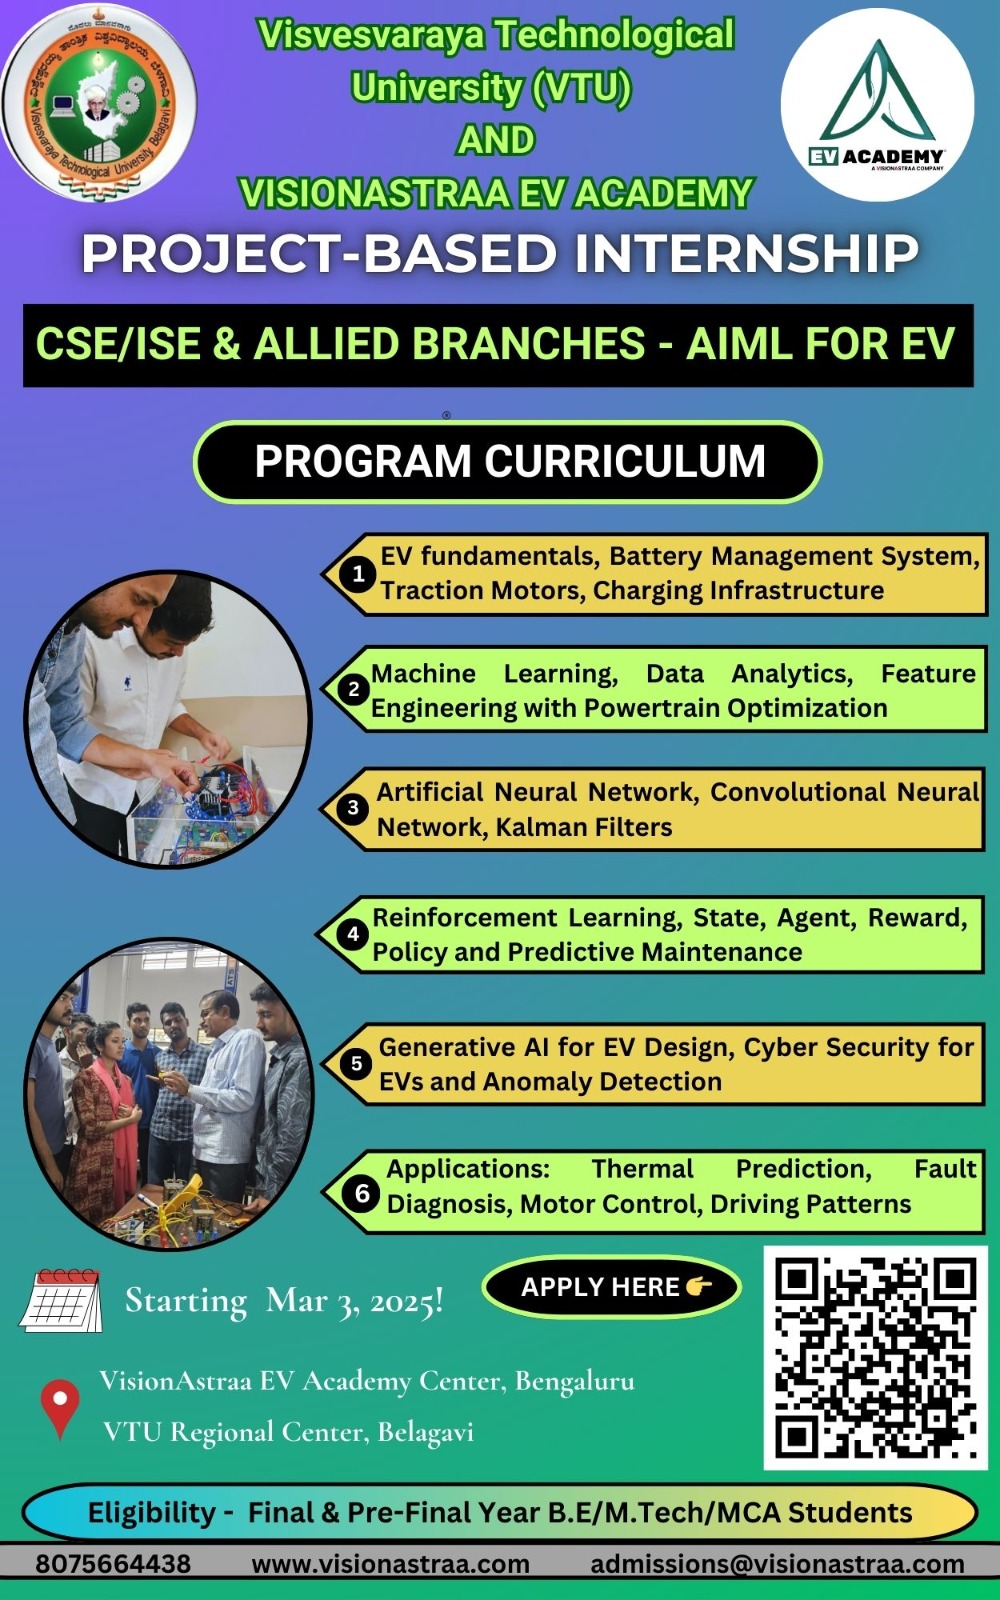 ವಿಶ್ವೇಶ್ವರಯ್ಯ ತಾಂತ್ರಿಕ ವಿಶ್ವವಿದ್ಯಾಲಯ, ಬೆಳಗಾವಿ
Visvesvaraya Technological University Belagavi
Visvesvaraya Technological
University (VTU)
AND
VISIONASTRAA EV ACADEMY
EV ACADEMY
A VISIONASTRAA COMPANY
PROJECT-BASED INTERNSHIP
CSE/ISE & ALLIED BRANCHES - AIML FOR EV
®
PROGRAM CURRICULUM
1 EV fundamentals, Battery Management System,
Traction Motors, Charging Infrastructure
2 Machine Learning, Data Analytics, Feature
Engineering with Powertrain Optimization
3 Artificial Neural Network, Convolutional Neural
Network, Kalman Filters
4 Reinforcement Learning, State, Agent, Reward,
Policy and Predictive Maintenance
5 Generative AI for EV Design, Cyber Security for
EVs and Anomaly Detection
ATS
6 Applications: Thermal Prediction, Fault
Diagnosis, Motor Control, Driving Patterns
APPLY HERE 👉
Starting Mar 3, 2025!
VisionAstraa EV Academy Center, Bengaluru
VTU Regional Center, Belagavi
Eligibility - Final & Pre-Final Year B.E/M.Tech/MCA Students
8075664438 www.visionastraa.com admissions@visionastraa.com